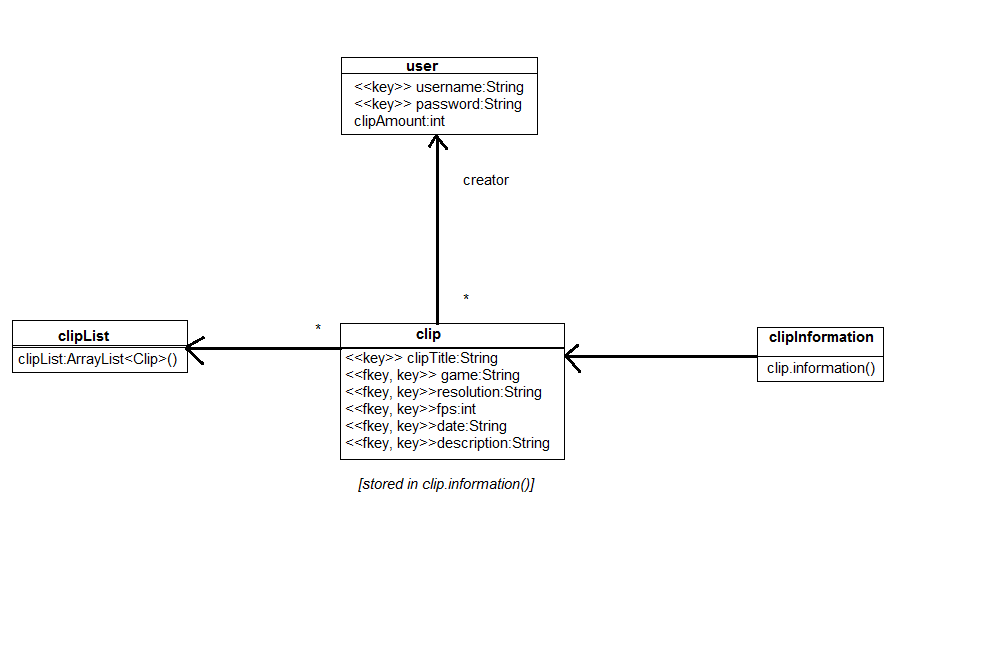 user
<<key>> username:String
<<key>> password:String
clipAmount:int
creator
*
*
clipList
clipList:ArrayList<Clip>()
clip
<<key>> clipTitle:String
<<fkey, key>> game:String
<<fkey, key>>resolution:String
<<fkey, key>>fps:int
<<fkey, key>>date:String
<<fkey, key>>description:String
[stored in clip.information()]
clipInformation
clip.information()